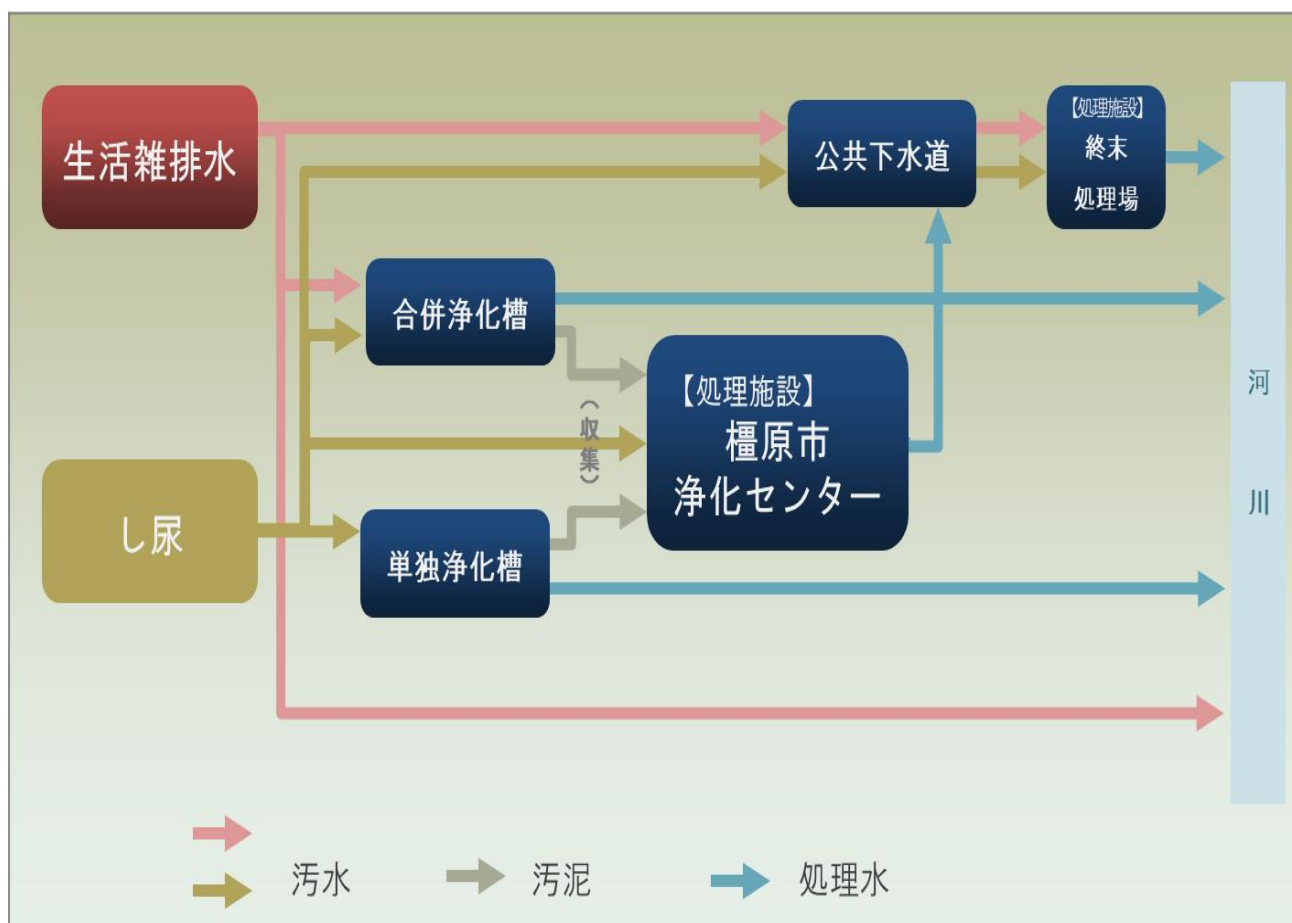 生活雑排水
公共下水道
【処理施設】
終末
処理場
合併浄化槽
【処理施設】
橿原市
浄化センター
（収集）
し尿
単独浄化槽
河川
汚水
汚泥
処理水